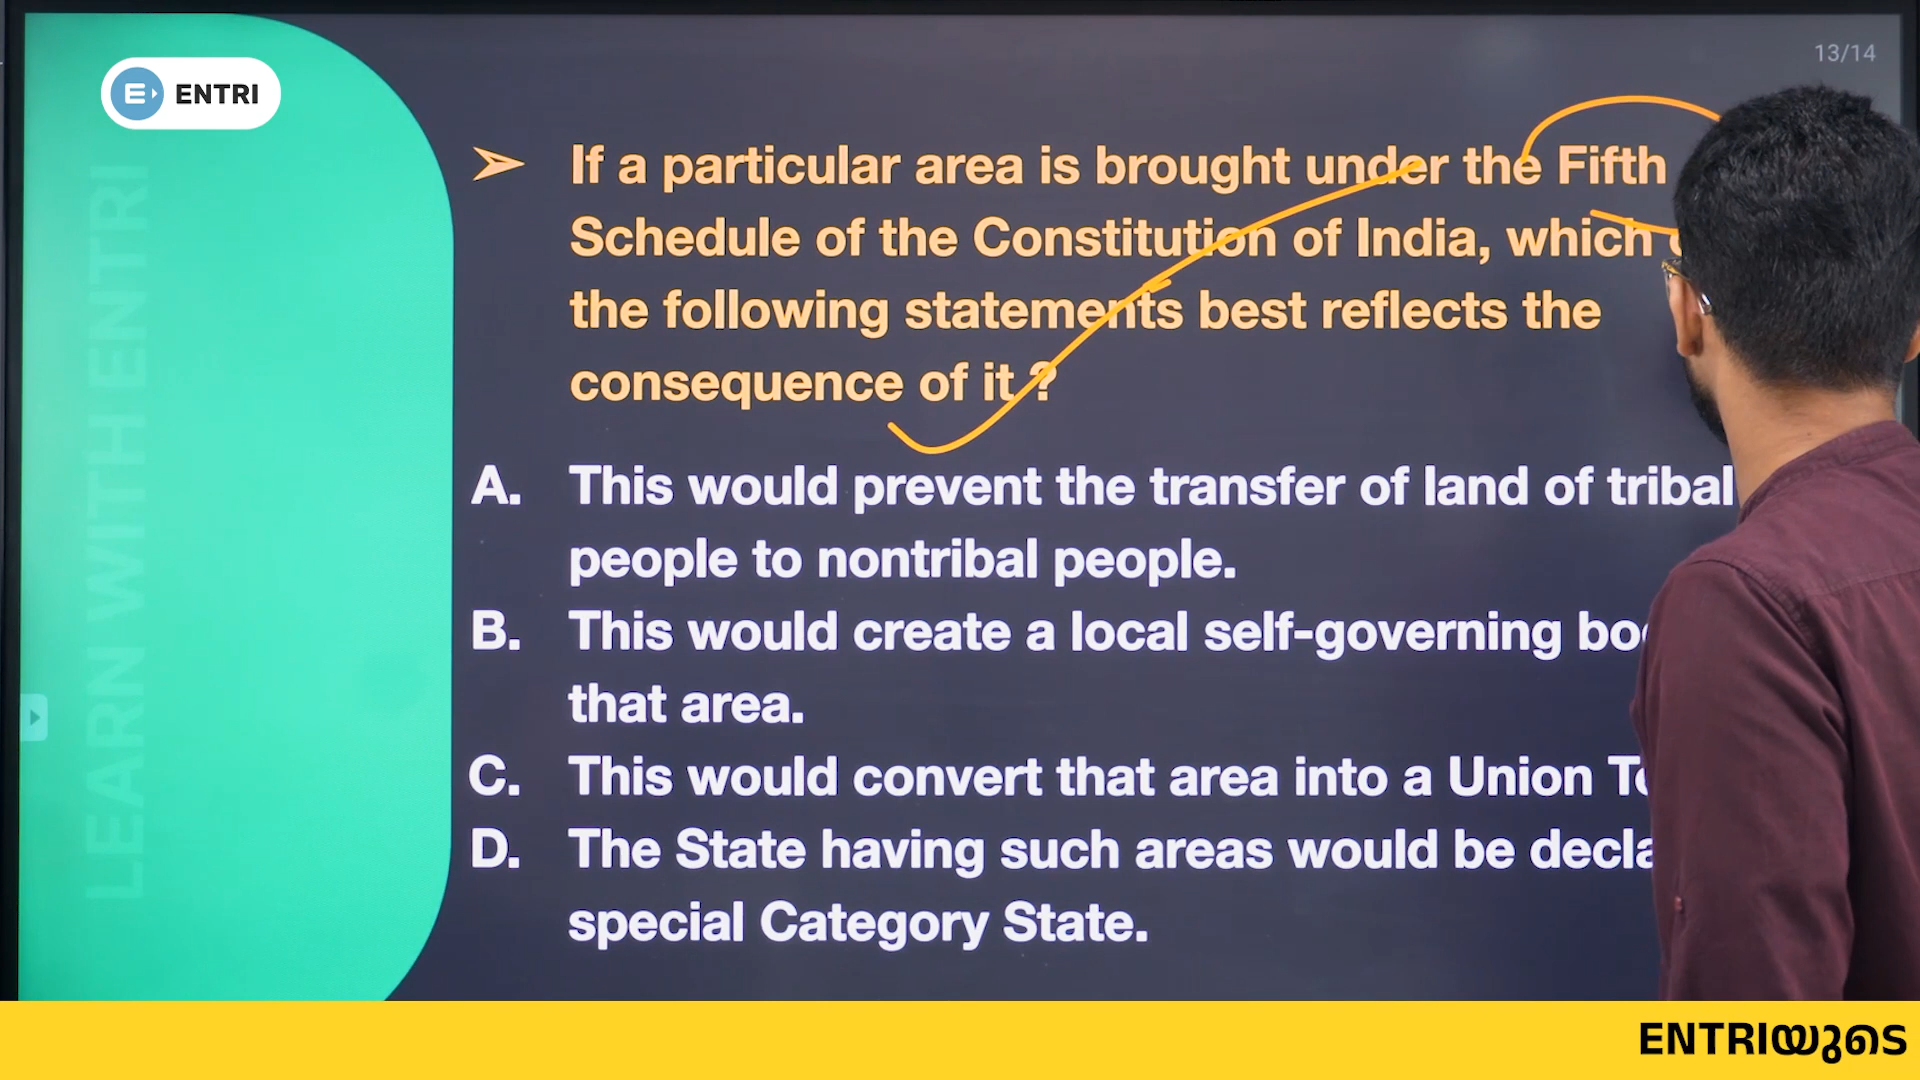 13/14
ENTRI
LEARN WITH ENTRI
If a particular area is brought under the Fifth
Schedule of the Constitution of India, which
the following statements best reflects the
consequence of it ?
A. This would prevent the transfer of land of tribal
people to nontribal people.
B. This would create a local self-governing
that area.
C. This would convert that area into a Union
D. The State having such areas would be
special Category State.
ENTRIയുടെ